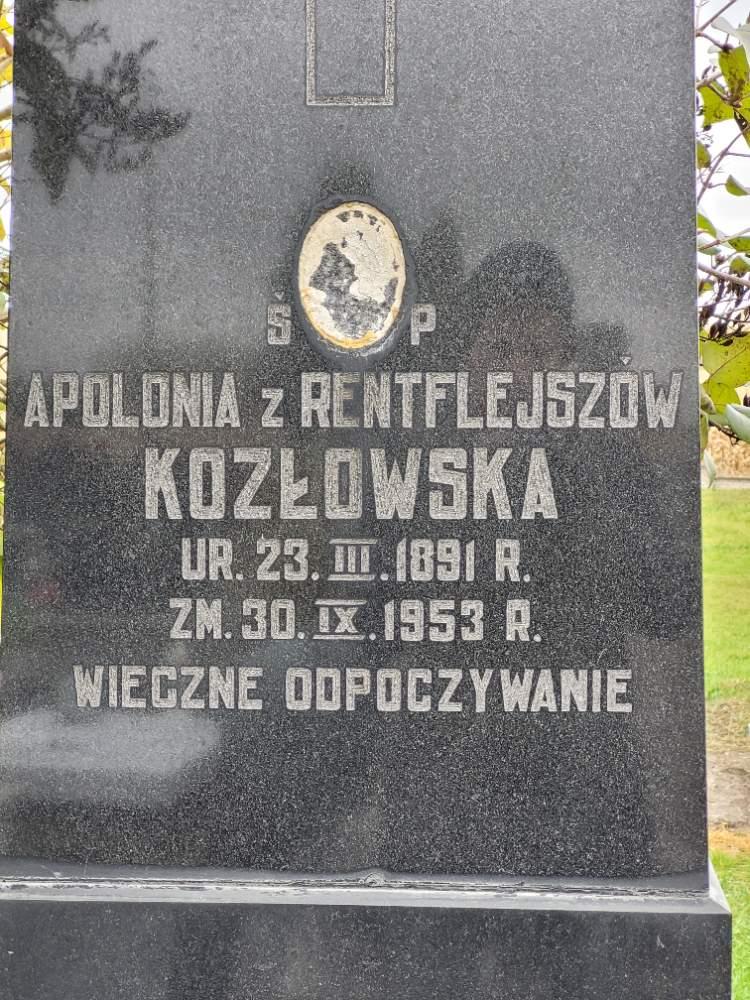 Ś P
APOLONIA z RENTFLEJSZÓW
KOZŁOWSKA
UR. 23. III. 1891 R.
ZM. 30. IX. 1953 R.
WIECZNE ODPOCZYWANIE